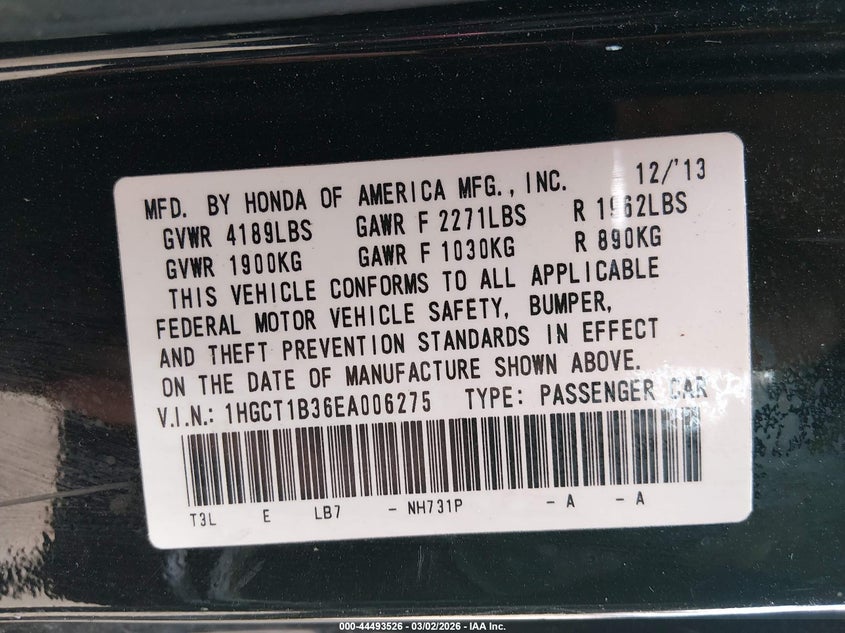 MFD. BY HONDA OF AMERICA MFG., INC. 12/'13
GVWR 4189LBS GAWR F 2271LBS R 1962LBS
GVWR 1900KG GAWR F 1030KG R 890KG
THIS VEHICLE CONFORMS TO ALL APPLICABLE
FEDERAL MOTOR VEHICLE SAFETY, BUMPER,
AND THEFT PREVENTION STANDARDS IN EFFECT
ON THE DATE OF MANUFACTURE SHOWN ABOVE.
V.I.N.: 1HGCT1B36EA006275 TYPE: PASSENGER CAR
T3L E LB7 - NH731P - A - A
000-44493526 - 03/02/2026 - IAA Inc.